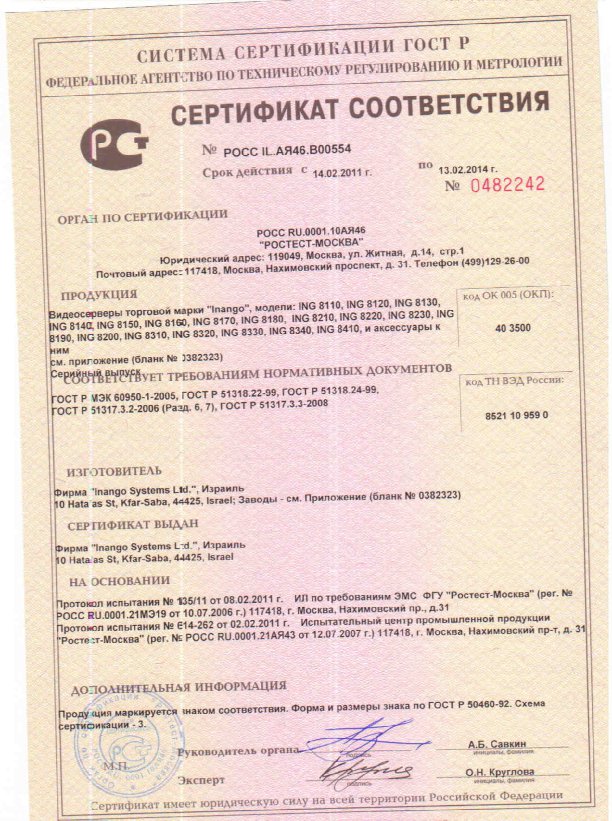 СИСТЕМА СЕРТИФИКАЦИИ ГОСТ Р
ФЕДЕРАЛЬНОЕ АГЕНТСТВО ПО ТЕХНИЧЕСКОМУ РЕГУЛИРОВАНИЮ И МЕТРОЛОГИИ
СЕРТИФИКАТ СООТВЕТСТВИЯ
РСТ
№ РОСС IL.АЯ46.В00554
Срок действия с 14.02.2011 г. по 13.02.2014 г.
№ 0482242
ОРГАН ПО СЕРТИФИКАЦИИ
РОСС RU.0001.10АЯ46
"РОСТЕСТ-МОСКВА"
Юридический адрес: 119049, Москва, ул. Житная, д.14, стр.1
Почтовый адрес: 117418, Москва, Нахимовский проспект, д. 31. Телефон (499)129-26-00
ПРОДУКЦИЯ
Видеосерверы торговой марки "Inango", модели: ING 8110, ING 8120, ING 8130,
ING 8140, ING 8150, ING 8160, ING 8170, ING 8180, ING 8210, ING 8220, ING 8230, ING
8190, ING 8200, ING 8310, ING 8320, ING 8330, ING 8340, ING 8410, и аксессуары к
ним
см. приложение (бланк № 0382323)
Серийный выпуск
код ОК 005 (ОКП):
40 3500
СООТВЕТСТВУЕТ ТРЕБОВАНИЯМ НОРМАТИВНЫХ ДОКУМЕНТОВ
ГОСТ Р МЭК 60950-1-2005, ГОСТ Р 51318.22-99, ГОСТ Р 51318.24-99,
ГОСТ Р 51317.3.2-2006 (Разд. 6, 7), ГОСТ Р 51317.3.3-2008
код ТН ВЭД России:
8521 10 959 0
ИЗГОТОВИТЕЛЬ
Фирма "Inango Systems Ltd.", Израиль
10 Hataas St, Kfar-Saba, 44425, Israel; Заводы - см. Приложение (бланк № 0382323)
СЕРТИФИКАТ ВЫДАН
Фирма "Inango Systems Ltd.", Израиль
10 Hataas St, Kfar-Saba, 44425, Israel
НА ОСНОВАНИИ
Протокол испытания № 135/11 от 08.02.2011 г. ИЛ по требованиям ЭМС ФГУ "Ростест-Москва" (рег. №
РОСС RU.0001.21МЭ19 от 10.07.2006 г.) 117418, г. Москва, Нахимовский пр., д.31
Протокол испытания № 614-262 от 02.02.2011 г. Испытательный центр промышленной продукции
"Ростест-Москва" (рег. № РОСС RU.0001.21АЯ43 от 12.07.2007 г.) 117418, г. Москва, Нахимовский пр-т, д. 31
ДОПОЛНИТЕЛЬНАЯ ИНФОРМАЦИЯ
Продукция маркируется знаком соответствия. Форма и размеры знака по ГОСТ Р 50460-92. Схема
сертификации - 3.
М.П.
Руководитель органа
подпись
А.Б. Савкин
инициалы, фамилия
Эксперт
подпись
О.Н. Круглова
инициалы, фамилия
Сертификат имеет юридическую силу на всей территории Российской Федерации